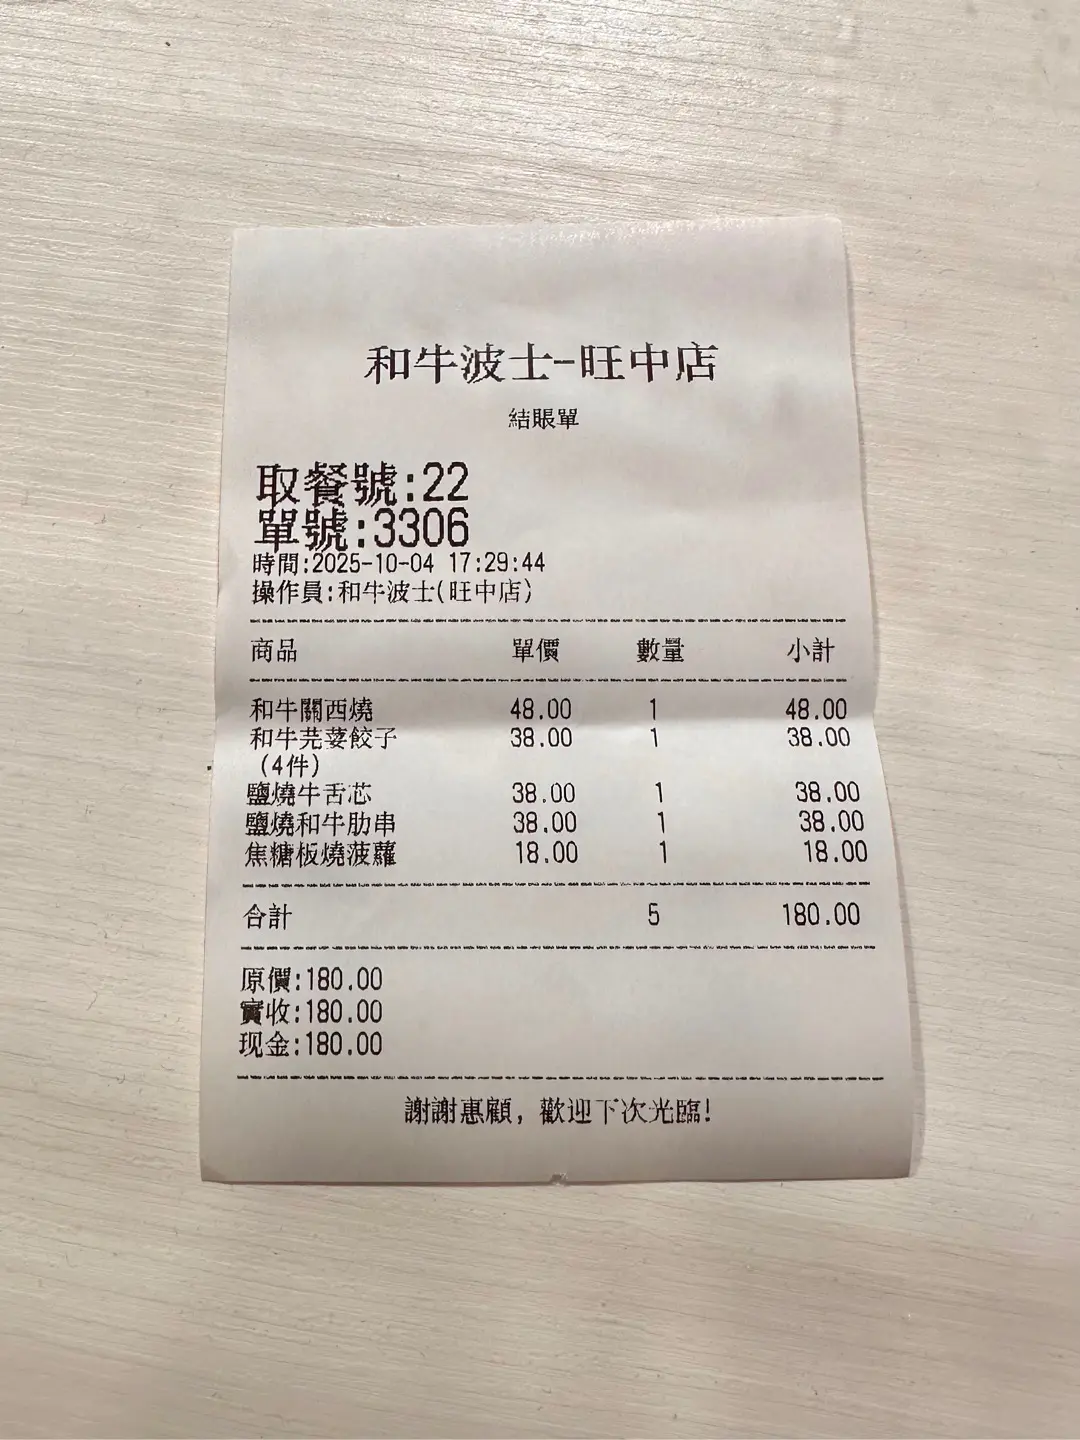 和牛波士-旺中店
結賬單
取餐號:22
單號:3306
時間:2025-10-04 17:29:44
操作員:和牛波士(旺中店)
商品 單價 數量 小計
和牛關西燒 48.00 1 48.00
和牛芫荽餃子 38.00 1 38.00
(4件)
鹽燒牛舌芯 38.00 1 38.00
鹽燒和牛肋串 38.00 1 38.00
焦糖板燒菠蘿 18.00 1 18.00
合計 5 180.00
原價:180.00
實收:180.00
现金:180.00
謝謝惠顧, 歡迎下次光臨!